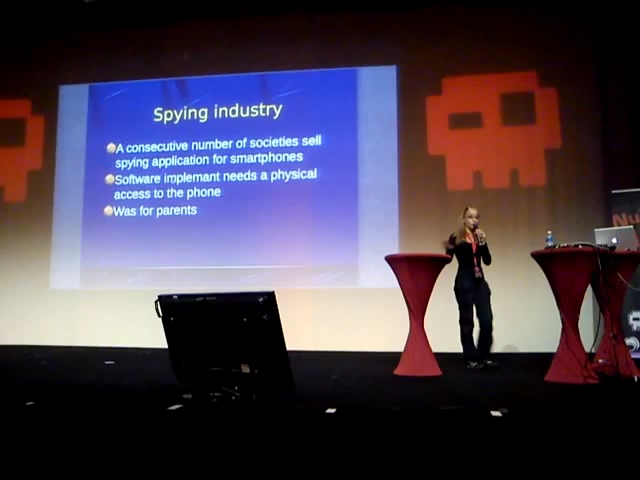 Spying industry
A consecutive number of societies sell
spying application for smartphones
Software implemant needs a physical
access to the phone
Was for parents